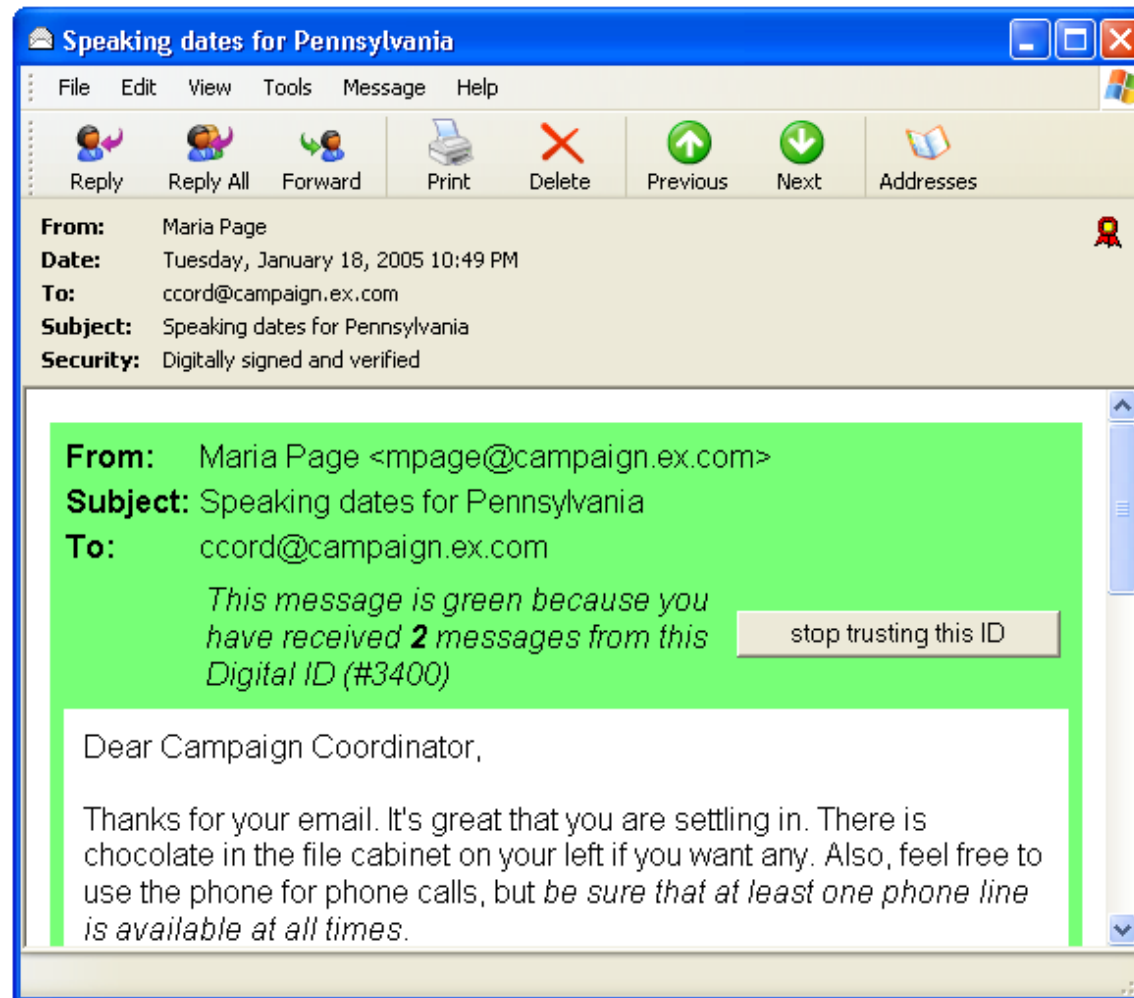 Speaking dates for Pennsylvania
File Edit View Tools Message Help
Reply Reply All Forward Print Delete Previous Next Addresses
From: Maria Page
Date: Tuesday, January 18, 2005 10:49 PM
To: ccord@campaign.ex.com
Subject: Speaking dates for Pennsylvania
Security: Digitally signed and verified
From: Maria Page <mpage@campaign.ex.com>
Subject: Speaking dates for Pennsylvania
To: ccord@campaign.ex.com
This message is green because you
have received 2 messages from this
Digital ID (#3400)
stop trusting this ID
Dear Campaign Coordinator,
Thanks for your email. It's great that you are settling in. There is
chocolate in the file cabinet on your left if you want any. Also, feel free to
use the phone for phone calls, but be sure that at least one phone line
is available at all times.